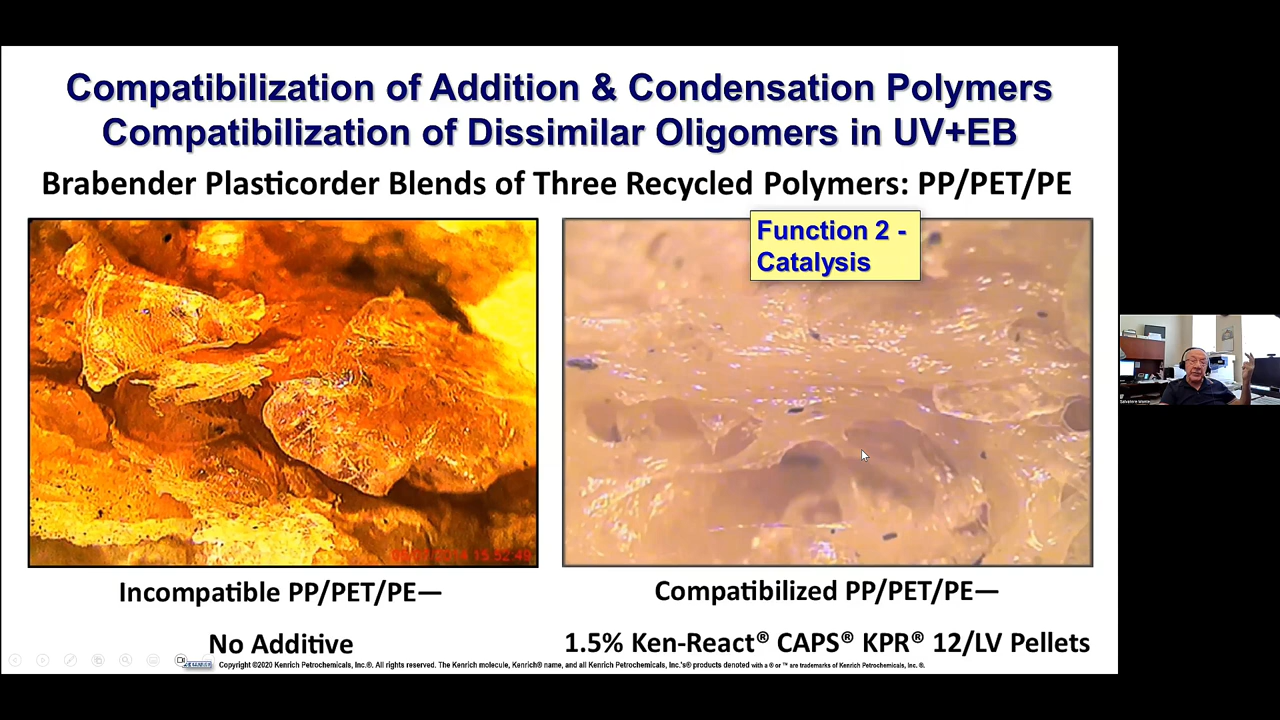 Compatibilization of Addition & Condensation Polymers
Compatibilization of Dissimilar Oligomers in UV+EB
Brabender Plasticorder Blends of Three Recycled Polymers: PP/PET/PE
Function 2 -
Catalysis
Incompatible PP/PET/PE—
No Additive
Compatibilized PP/PET/PE—
1.5% Ken-React® CAPS® KPR® 12/LV Pellets
Copyright ©2020 Kenrich Petrochemicals, Inc.®. All rights reserved. The Kenrich molecule, Kenrich® name, and all Kenrich Petrochemicals, Inc.'s® products denoted with a ® or ™ are trademarks of Kenrich Petrochemicals, Inc. ®.